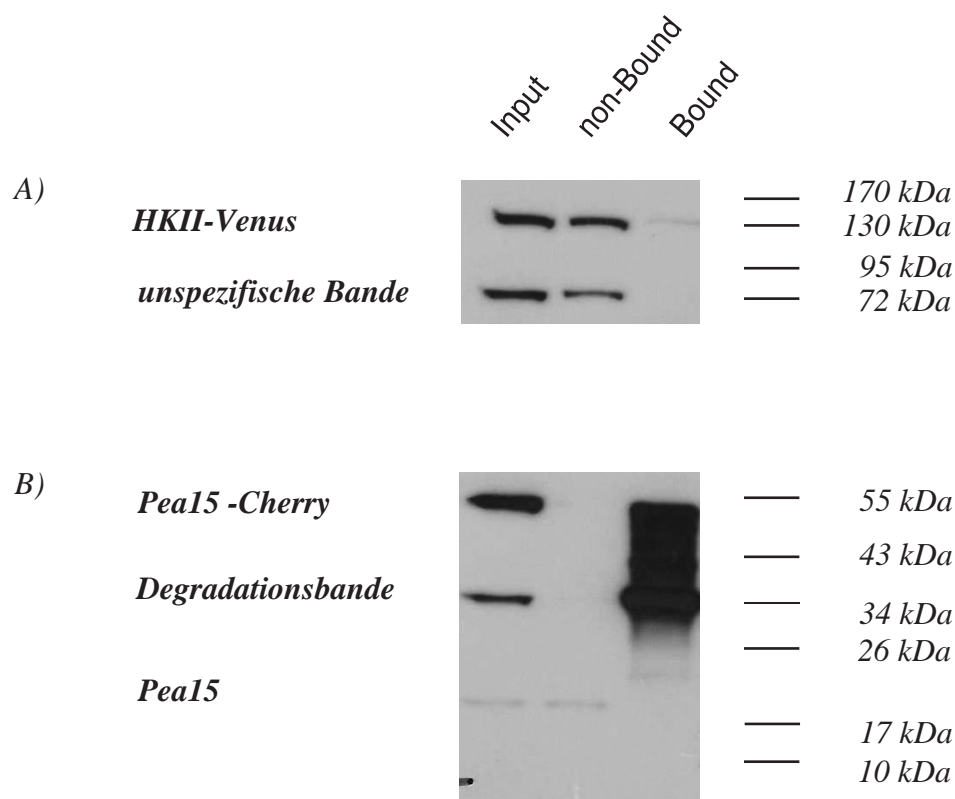 Input
non-Bound
Bound
A)
HKII-Venus
unspezifische Bande
170 kDa
130 kDa
95 kDa
72 kDa
B)
Pea15 -Cherry
Degradationsbande
Pea15
55 kDa
43 kDa
34 kDa
26 kDa
17 kDa
10 kDa